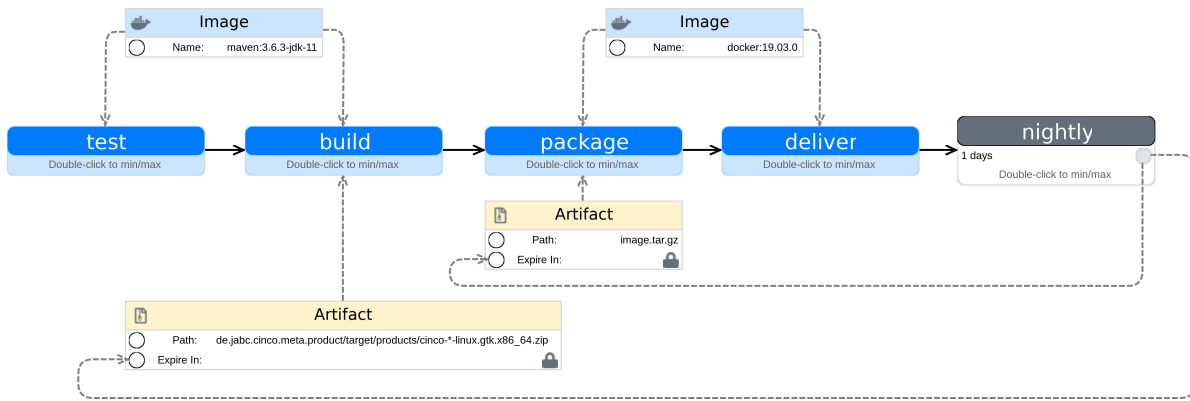 Image
Name: maven:3.6.3-jdk-11
Image
Name: docker:19.03.0
test
Double-click to min/max
build
Double-click to min/max
package
Double-click to min/max
deliver
Double-click to min/max
nightly
1 days
Double-click to min/max
Artifact
Path: image.tar.gz
Expire In:
Artifact
Path: de.jabc.cinco.meta.product/target/products/cinco-*-linux.gtk.x86_64.zip
Expire In: